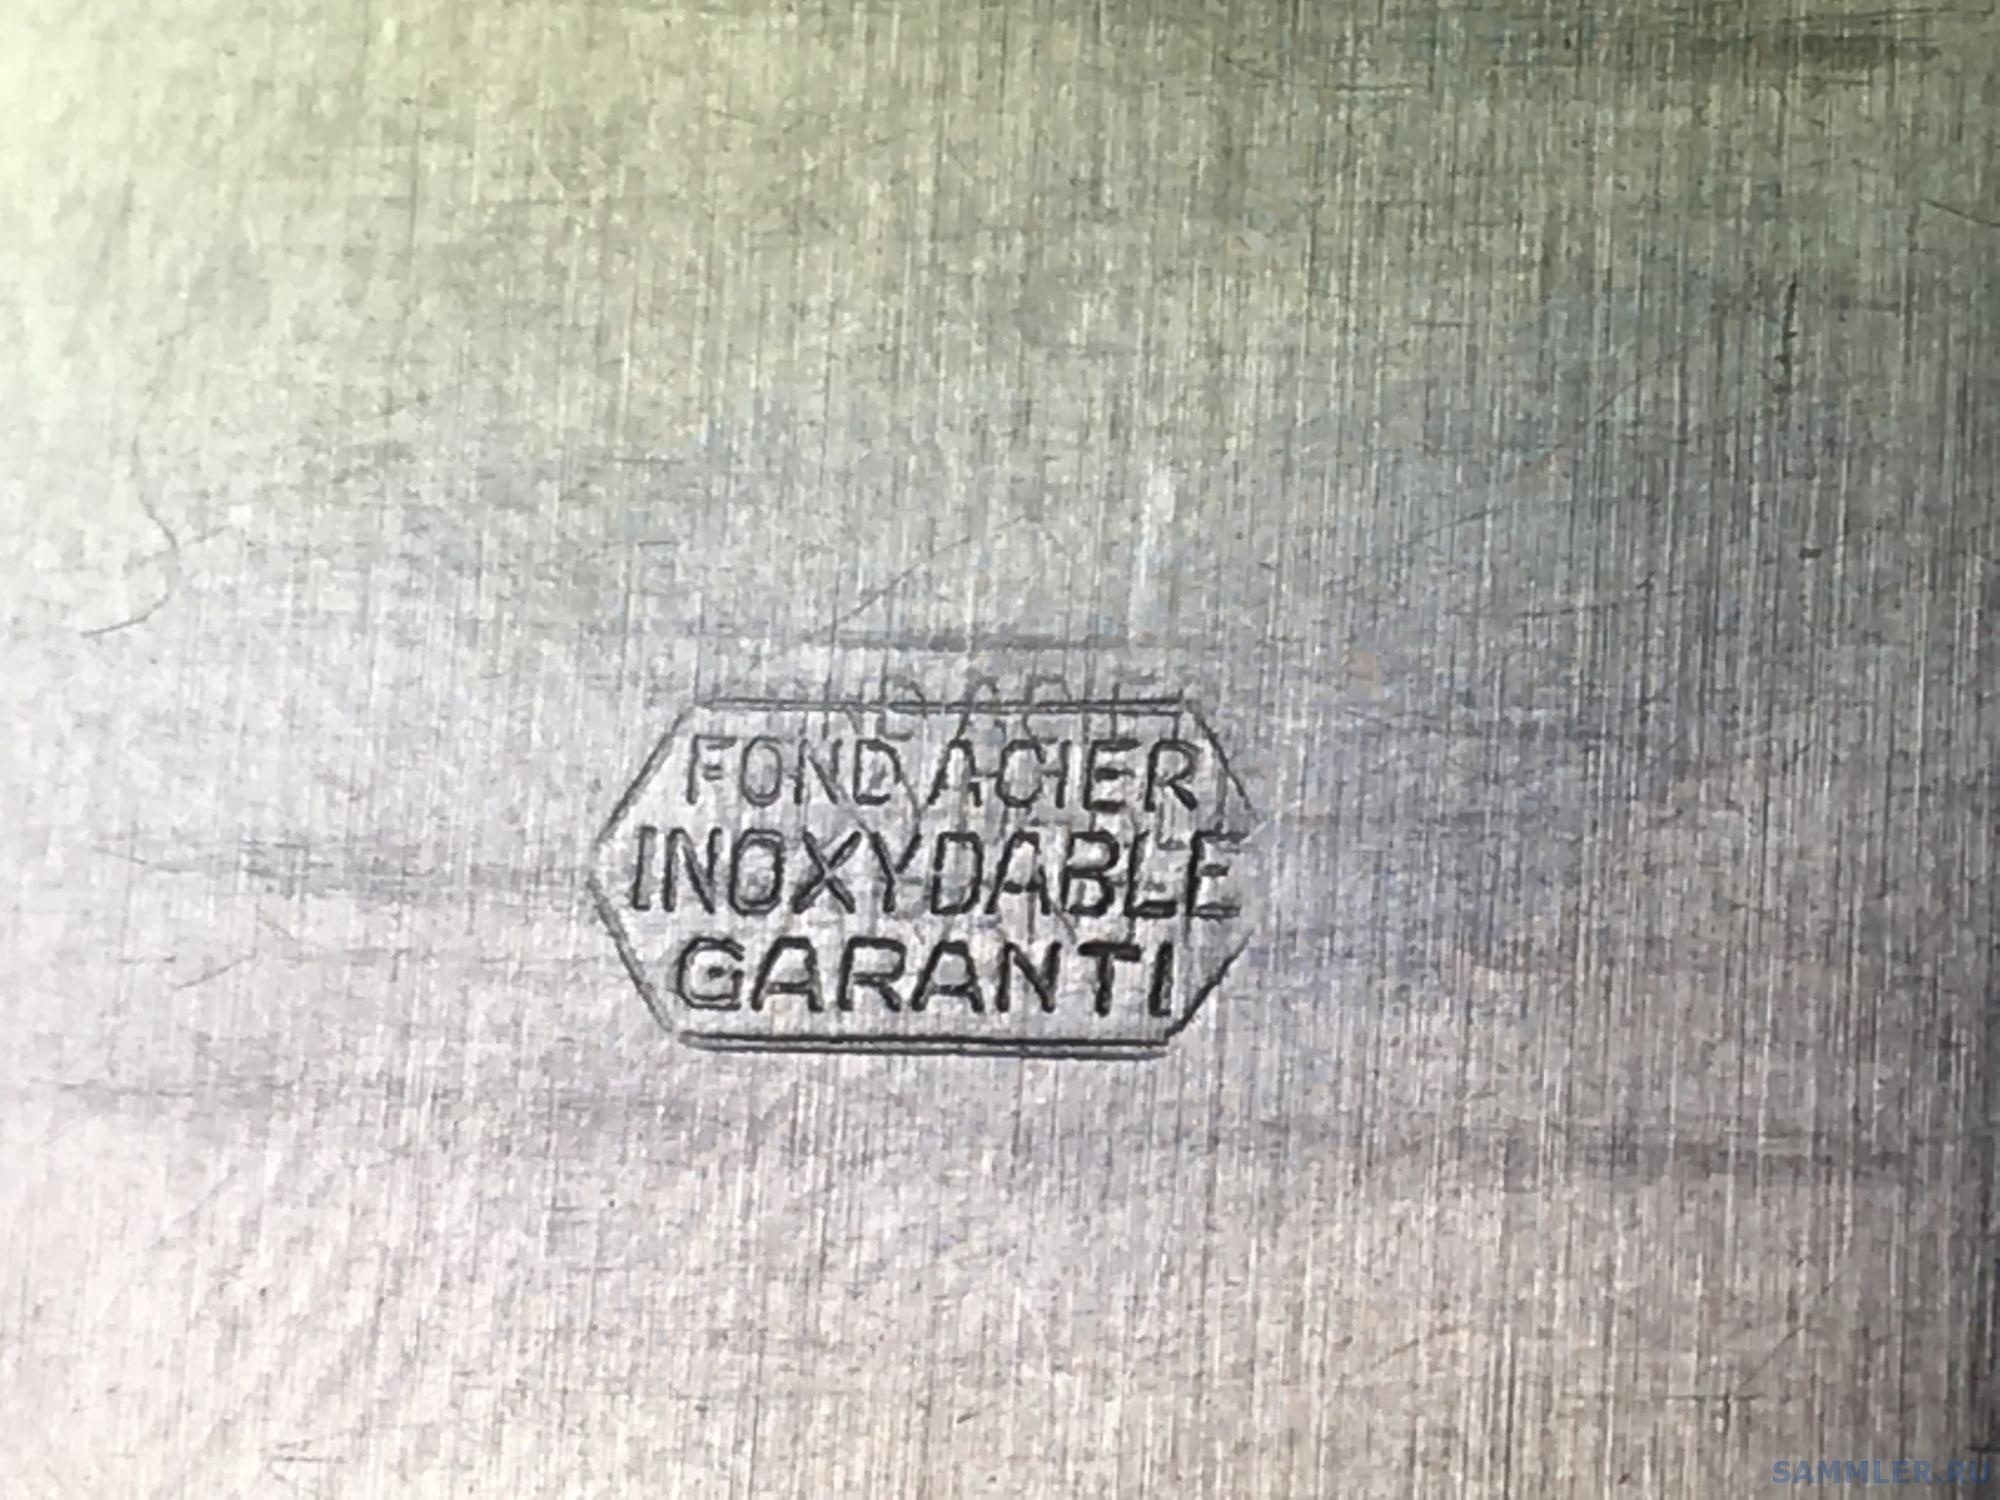 FOND ACIER
INOXYDABLE
GARANTI
SAMMLER.RU